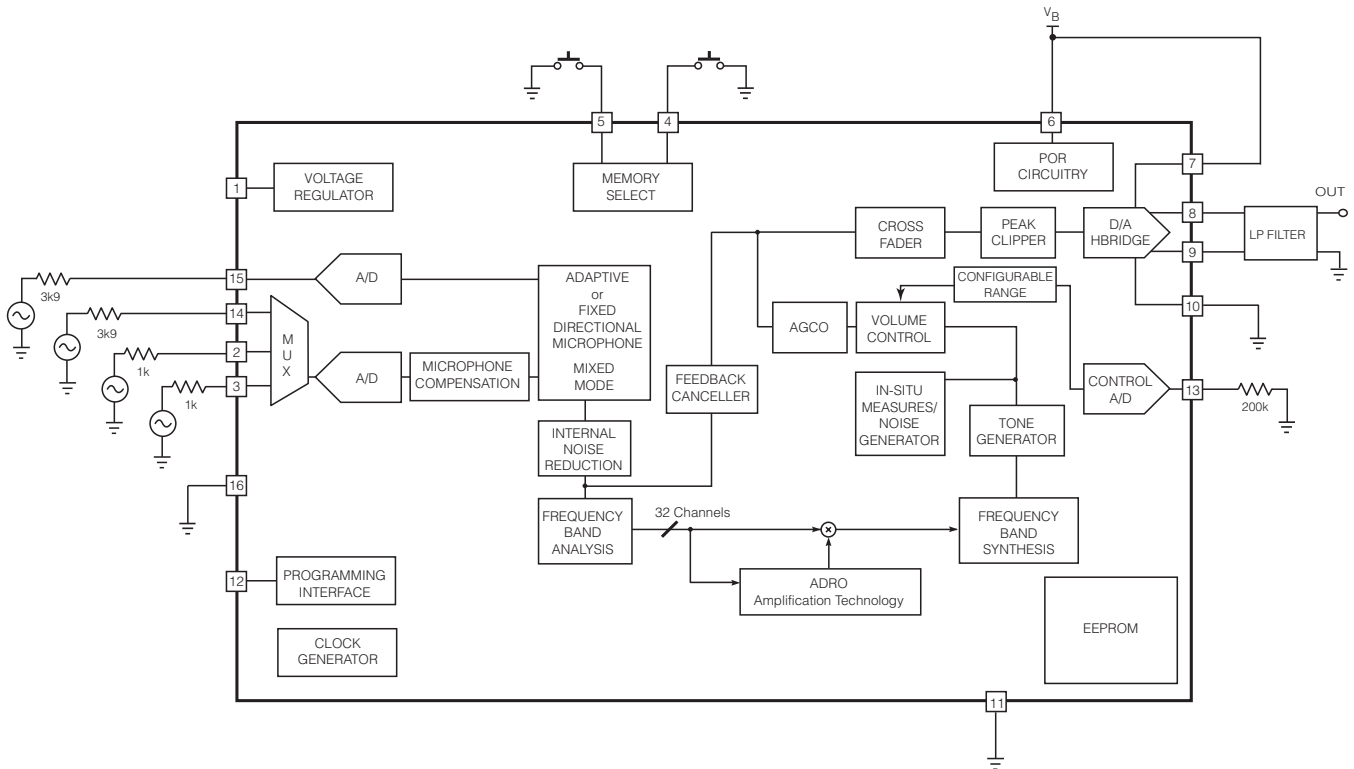 VB
5
4
6
POR
CIRCUITRY
7
1
VOLTAGE
REGULATOR
MEMORY
SELECT
OUT
8
CROSS
FADER
PEAK
CLIPPER
D/A
HBRIDGE
LP FILTER
9
15
A/D
3k9
ADAPTIVE
or
FIXED
DIRECTIONAL
MICROPHONE
MIXED
MODE
CONFIGURABLE
RANGE
10
14
3k9
MUX
AGCO
VOLUME
CONTROL
2
1k
3
1k
A/D
MICROPHONE
COMPENSATION
FEEDBACK
CANCELLER
IN-SITU
MEASURES/
NOISE
GENERATOR
CONTROL
A/D
13
200k
INTERNAL
NOISE
REDUCTION
TONE
GENERATOR
16
FREQUENCY
BAND
ANALYSIS
32 Channels
FREQUENCY
BAND
SYNTHESIS
12
PROGRAMMING
INTERFACE
ADRO
Amplification Technology
EEPROM
CLOCK
GENERATOR
11